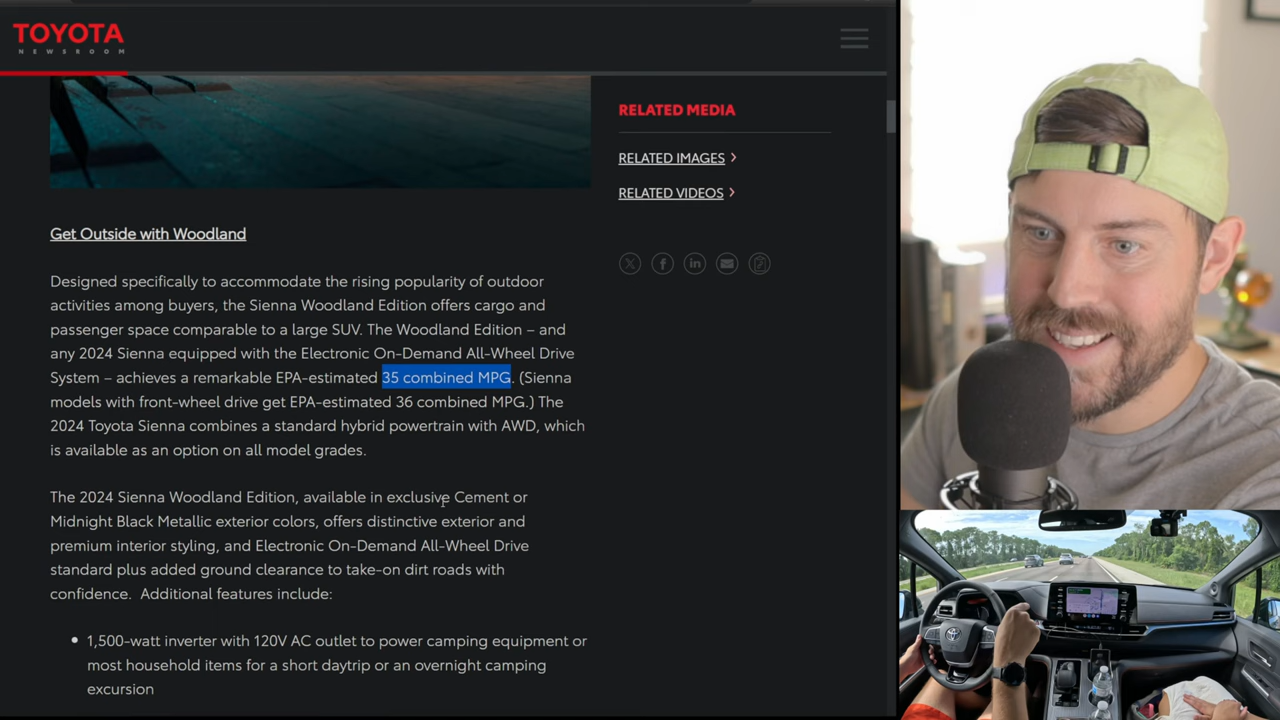 TOYOTA
NEWSROOM
RELATED MEDIA
RELATED IMAGES
RELATED VIDEOS
Get Outside with Woodland
Designed specifically to accommodate the rising popularity of outdoor
activities among buyers, the Sienna Woodland Edition offers cargo and
passenger space comparable to a large SUV. The Woodland Edition – and
any 2024 Sienna equipped with the Electronic On-Demand All-Wheel Drive
System – achieves a remarkable EPA-estimated 35 combined MPG. (Sienna
models with front-wheel drive get EPA-estimated 36 combined MPG.) The
2024 Toyota Sienna combines a standard hybrid powertrain with AWD, which
is available as an option on all model grades.
The 2024 Sienna Woodland Edition, available in exclusive Cement or
Midnight Black Metallic exterior colors, offers distinctive exterior and
premium interior styling, and Electronic On-Demand All-Wheel Drive
standard plus added ground clearance to take-on dirt roads with
confidence.  Additional features include:
• 1,500-watt inverter with 120V AC outlet to power camping equipment or
most household items for a short daytrip or an overnight camping
excursion